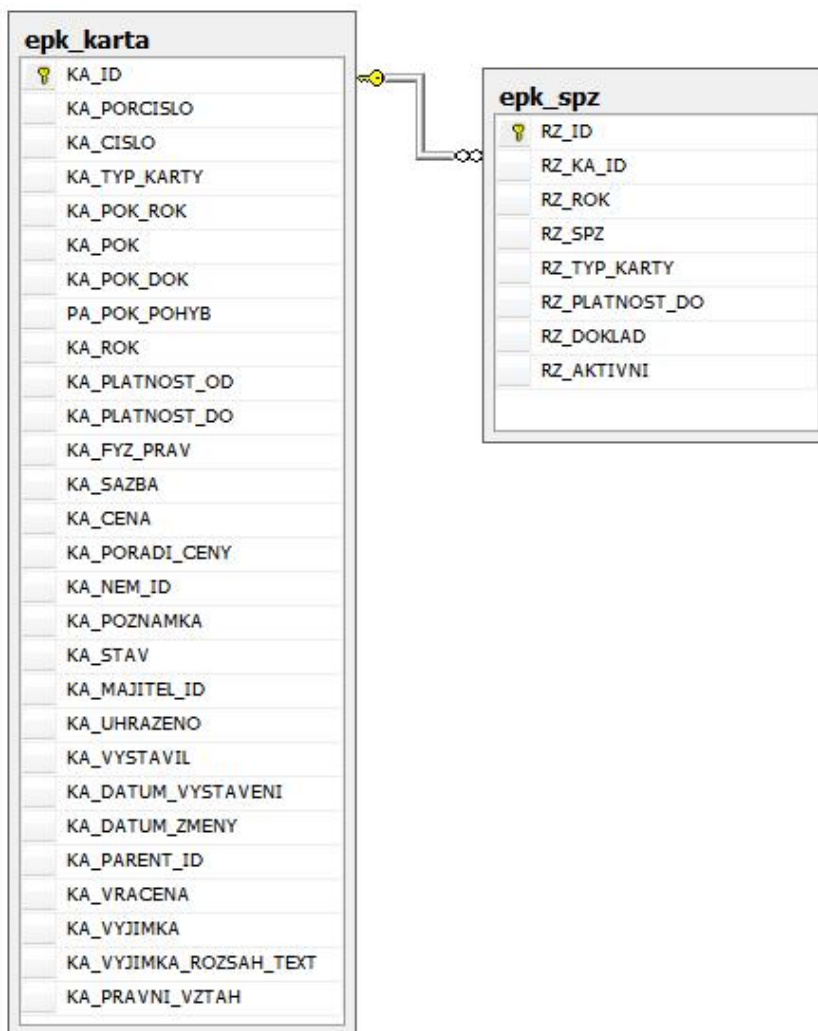 epk_karta
KA_ID
KA_PORCISLO
KA_CISLO
KA_TYP_KARTY
KA_POK_ROK
KA_POK
KA_POK_DOK
PA_POK_POHYB
KA_ROK
KA_PLATNOST_OD
KA_PLATNOST_DO
KA_FYZ_PRAV
KA_SAZBA
KA_CENA
KA_PORADI_CENY
KA_NEM_ID
KA_POZNAMKA
KA_STAV
KA_MAJITEL_ID
KA_UHRAZENO
KA_VYSTAVIL
KA_DATUM_VYSTAVENI
KA_DATUM_ZMENY
KA_PARENT_ID
KA_VRACENA
KA_VYJIMKA
KA_VYJIMKA_ROZSAH_TEXT
KA_PRAVNI_VZTAH
epk_spz
RZ_ID
RZ_KA_ID
RZ_ROK
RZ_SPZ
RZ_TYP_KARTY
RZ_PLATNOST_DO
RZ_DOKLAD
RZ_AKTIVNI